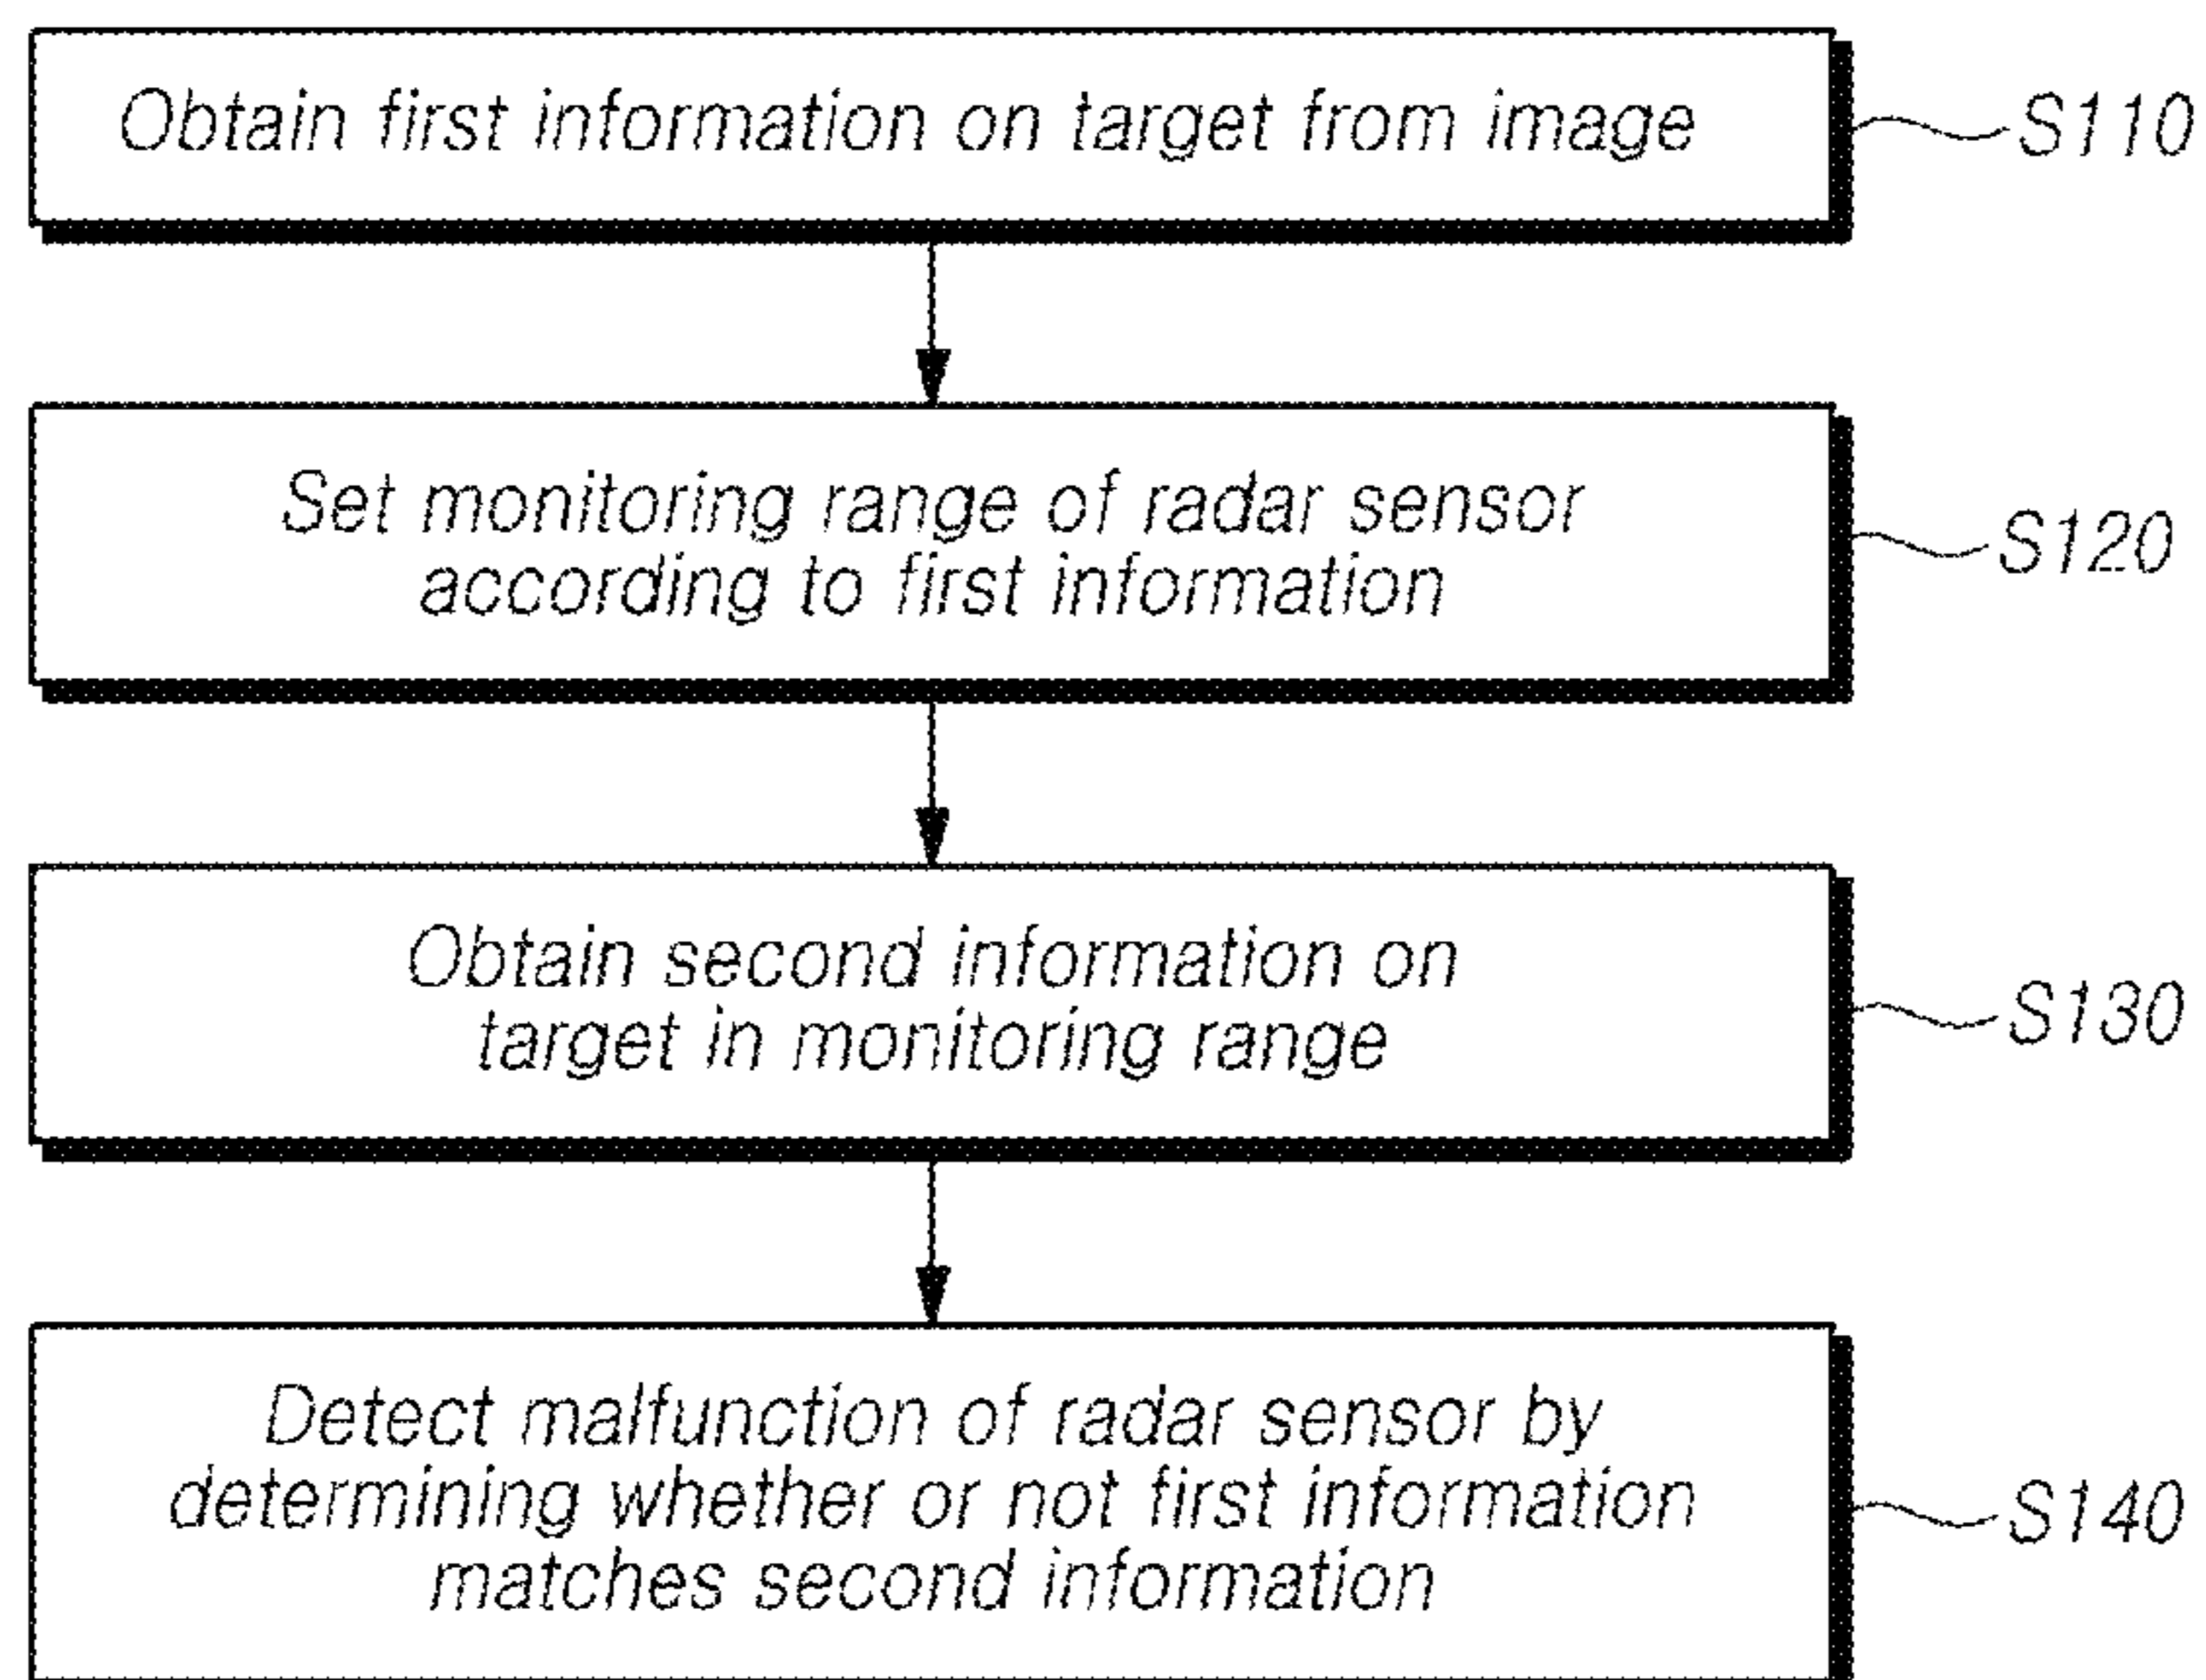 Obtain first information on target from image
S110
Set monitoring range of radar sensor
according to first information
S120
Obtain second information on
target in monitoring range
S130
Detect malfunction of radar sensor by
determining whether or not first information
matches second information
S140